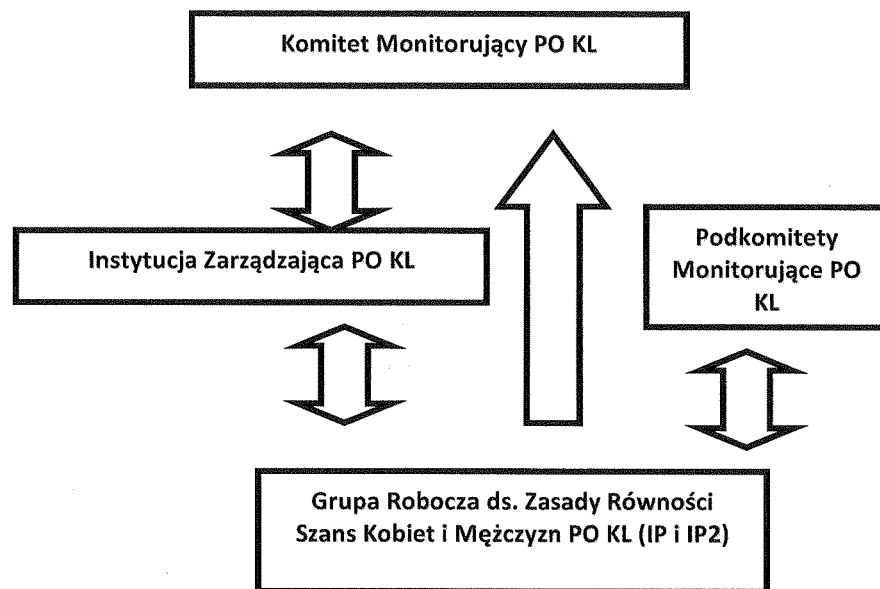 Komitet Monitorujący PO KL
Instytucja Zarządzająca PO KL
Podkomitety
Monitorujące PO
KL
Grupa Robocza ds. Zasady Równości
Szans Kobiet i Mężczyzn PO KL (IP i IP2)